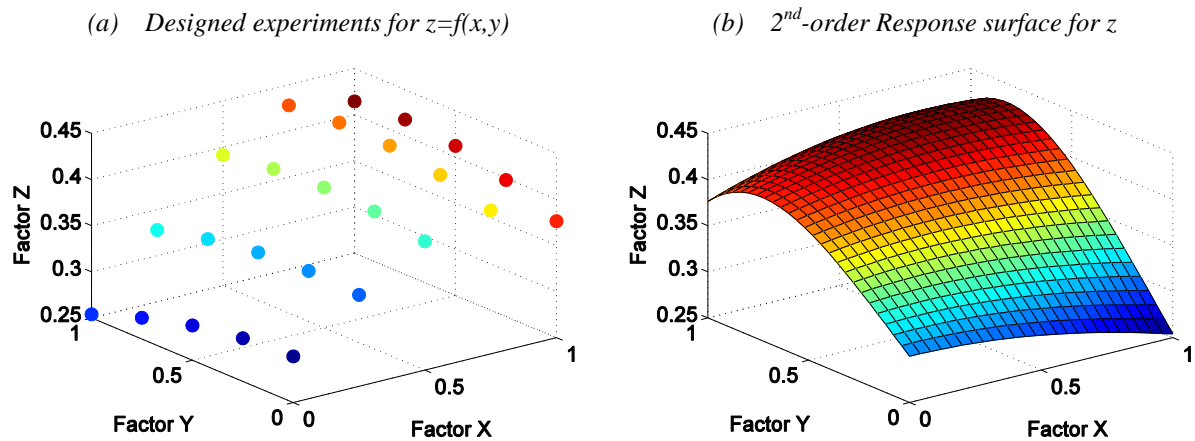 (a) Designed experiments for z=f(x,y)
0.45
0.4
0.35
0.3
0.25
Factor Z
1
0.5
0
Factor Y
0
0.5
1
Factor X
(b) 2nd-order Response surface for z
0.45
0.4
0.35
0.3
0.25
Factor Z
1
0.5
0
Factor Y
0
0.5
1
Factor X